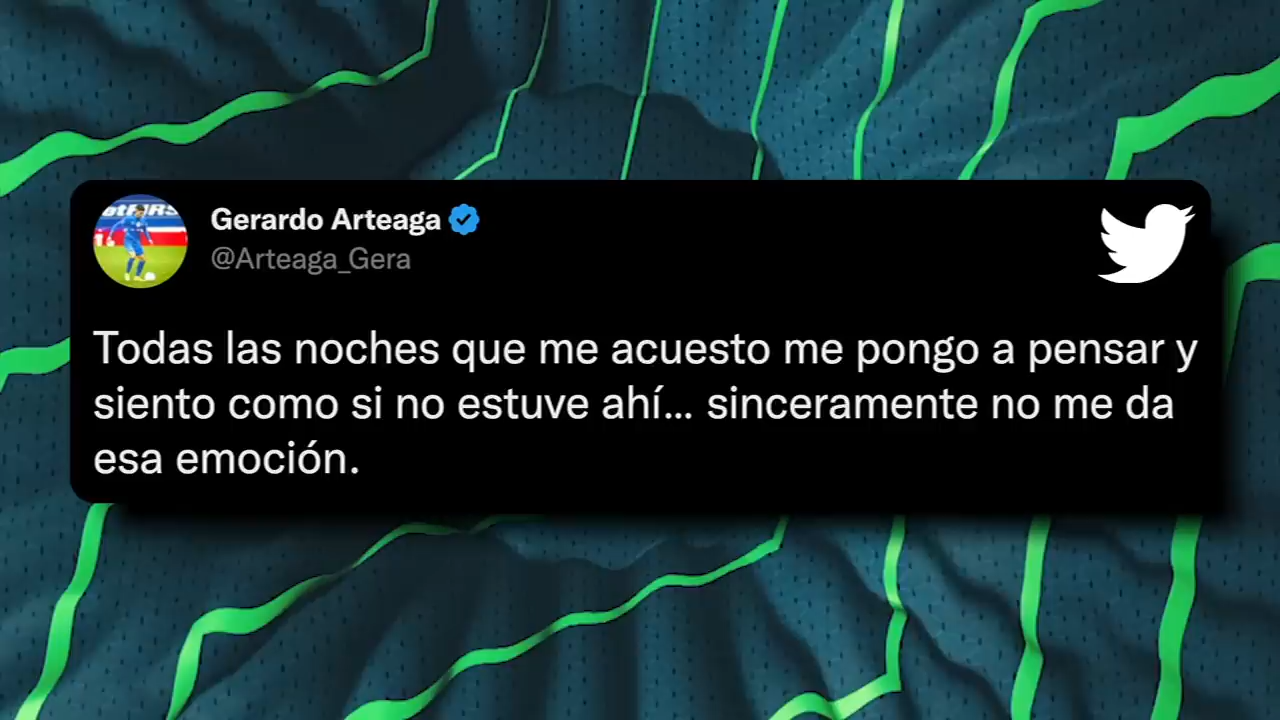 Gerardo Arteaga
@Arteaga_Gera
Todas las noches que me acuesto me pongo a pensar y
siento como si no estuve ahí... sinceramente no me da
esa emoción.